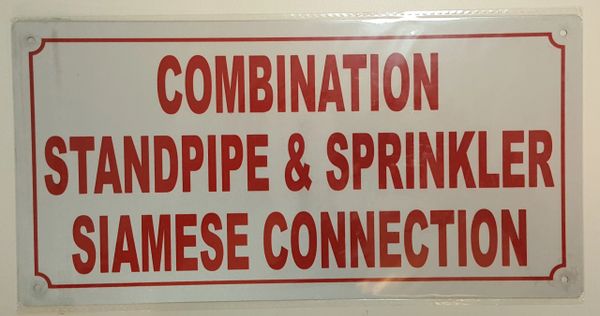 COMBINATION
STANDPIPE & SPRINKLER
SIAMESE CONNECTION